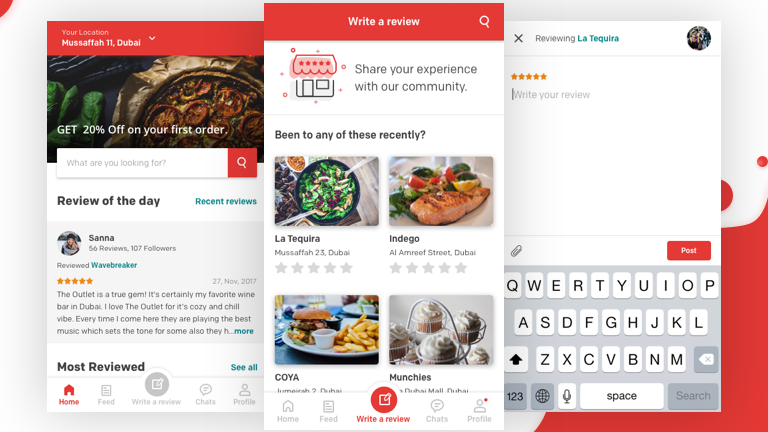 Your Location
Mussaffah 11, Dubai
GET 20% Off on your first order.
What are you looking for?
Review of the day
Recent reviews
Sanna
56 Reviews, 107 Followers
Reviewed Wavebreaker
27, Nov, 2017
The Outlet is a true gem! It's certainly my favorite wine
bar in Dubai. I love The Outlet for it's cozy and chill
vibe. Every time I come here they are playing the best
music which sets the tone for some also they h...more
Most Reviewed
See all
Home
Feed
Write a review
Chats
Profile
Write a review
Share your experience
with our community.
Been to any of these recently?
La Tequira
Mussaffah 23, Dubai
Indego
Al Amreef Street, Dubai
COYA
Jumeirah 2, Dubai
Munchies
Dubai Mall, Dubai
Home
Feed
Write a review
Chats
Profile
Reviewing La Tequira
Write your review
Post
Q W E R T Y U I O P
A S D F G H J K L
Z X C V B N M
123
space
Search